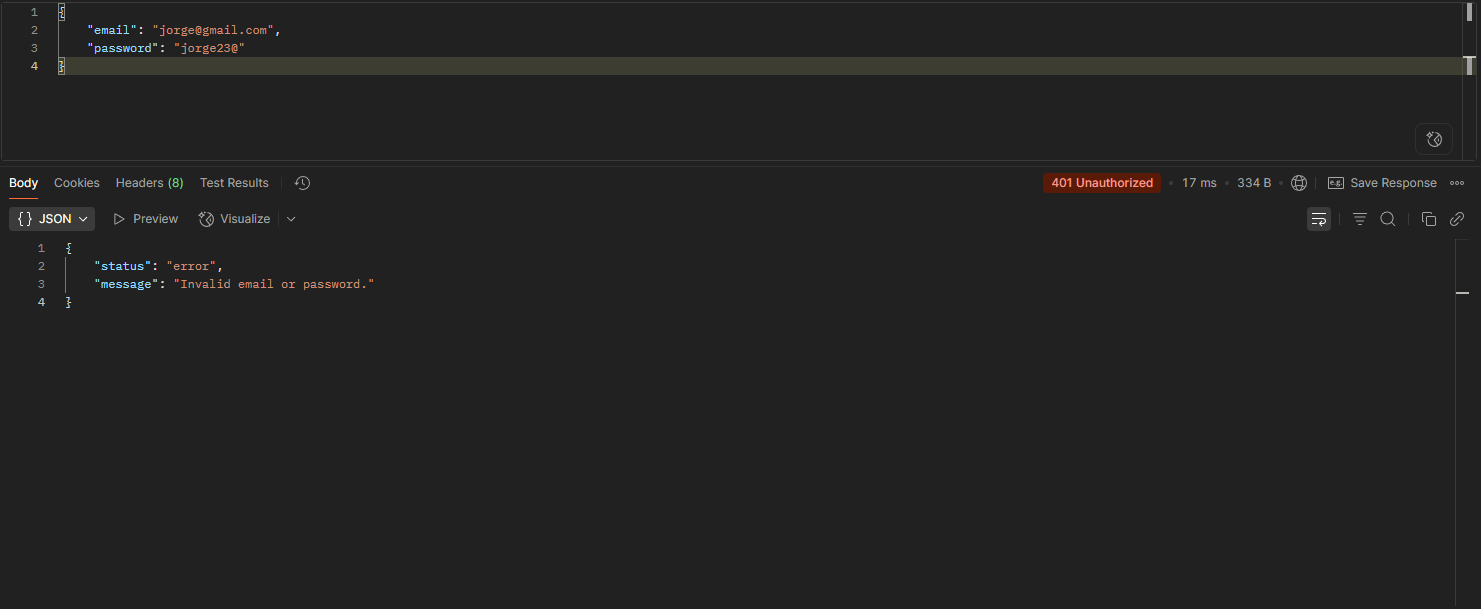 1 {
2 "email": "jorge@gmail.com",
3 "password": "jorge23@"
4 }
Body Cookies Headers (8) Test Results 401 Unauthorized • 17 ms • 334 B • e.g. Save Response
{} JSON Preview Visualize
1 {
2 "status": "error",
3 "message": "Invalid email or password."
4 }